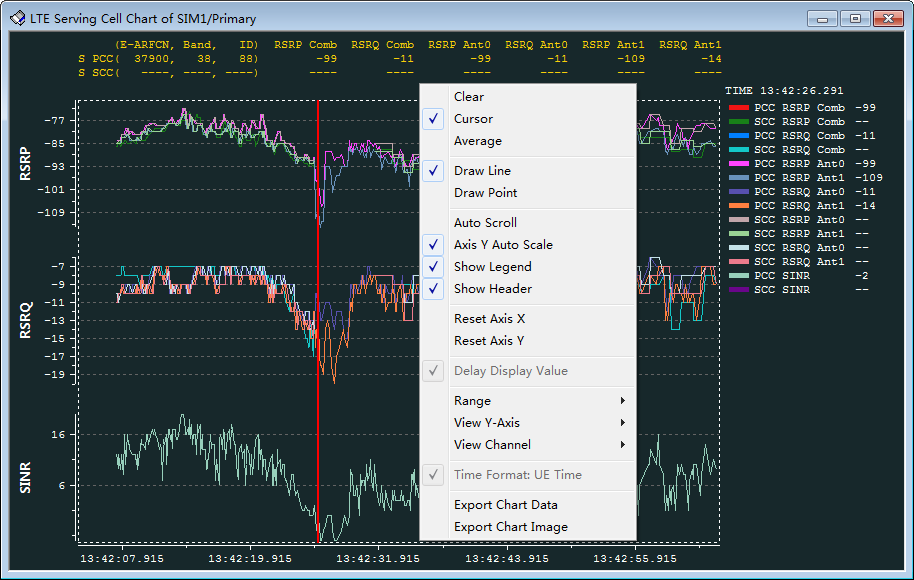 LTE Serving Cell Chart of SIM1/Primary
(E-ARFCN, Band, ID) RSRP Comb RSRQ Comb RSRP Ant0 RSRQ Ant0 RSRP Ant1 RSRQ Ant1
S PCC( 37900, 38, 88) -99 -11 -99 -11 -109 -14
S SCC( ----, ----, ----) ---- ---- ---- ---- ---- ----
TIME 13:42:26.291
PCC RSRP Comb -99
SCC RSRP Comb --
PCC RSRQ Comb -11
SCC RSRQ Comb --
PCC RSRP Ant0 -99
PCC RSRP Ant1 -109
PCC RSRQ Ant0 -11
PCC RSRQ Ant1 -14
SCC RSRP Ant0 --
SCC RSRP Ant1 --
SCC RSRQ Ant0 --
SCC RSRQ Ant1 --
PCC SINR -2
SCC SINR --
Clear
Cursor
Average
Draw Line
Draw Point
Auto Scroll
Axis Y Auto Scale
Show Legend
Show Header
Reset Axis X
Reset Axis Y
Delay Display Value
Range
View Y-Axis
View Channel
Time Format: UE Time
Export Chart Data
Export Chart Image
RSRP
-77
-85
-93
-101
-109
RSRQ
-7
-9
-11
-13
-15
-17
-19
SINR
16
6
13:42:07.915 13:42:19.915 13:42:31.915 13:42:43.915 13:42:55.915